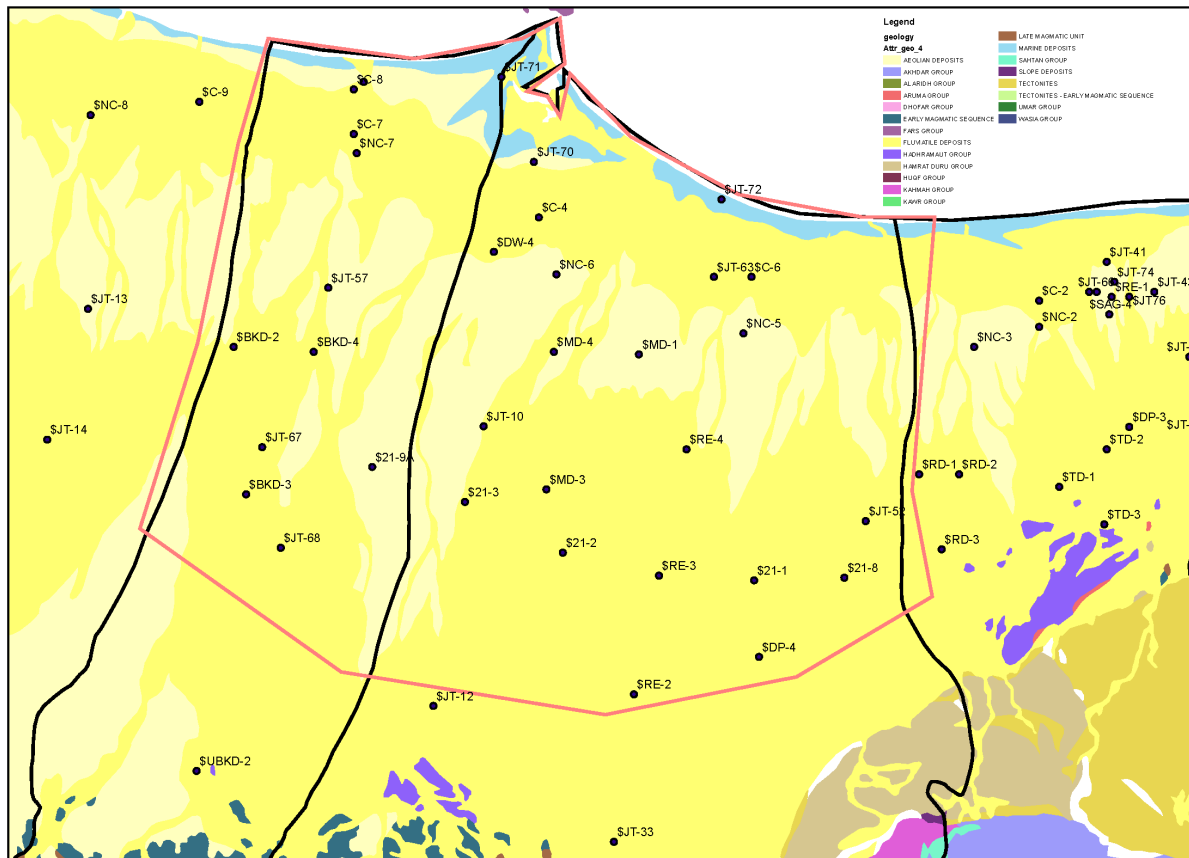 Legend
geology
Attr_geo_4
AEOLIAN DEPOSITS
AKHDAR GROUP
ALARIDH GROUP
ARUMA GROUP
DHOFAR GROUP
EARLY MAGMATIC SEQUENCE
FARS GROUP
FLUVIATILE DEPOSITS
HADHRAMAUT GROUP
HAMRAT DURU GROUP
HUQF GROUP
KAHMAH GROUP
KAWR GROUP
LATE MAGMATIC UNIT
MARINE DEPOSITS
SAHTAN GROUP
SLOPE DEPOSITS
TECTONITES
TECTONITES - EARLY MAGMATIC SEQUENCE
UMAR GROUP
WASIA GROUP
$JT-71
$C-8
$C-9
$NC-8
$C-7
$NC-7
$JT-70
$JT-72
$C-4
$DW-4
$NC-6
$JT-63
$C-6
$JT-41
$JT-74
$JT-57
$C-2
$RE-1
$JT76
$SAG-4
$JT-13
$NC-2
$NC-5
$BKD-2
$BKD-4
$MD-4
$MD-1
$NC-3
$JT-
$JT-14
$JT-10
$DP-3
$JT-
$JT-67
$RE-4
$TD-2
$21-9A
$RD-1
$RD-2
$BKD-3
$21-3
$MD-3
$TD-1
$JT-52
$TD-3
$JT-68
$21-2
$RD-3
$RE-3
$21-1
$21-8
$DP-4
$RE-2
$JT-12
$UBKD-2
$JT-33